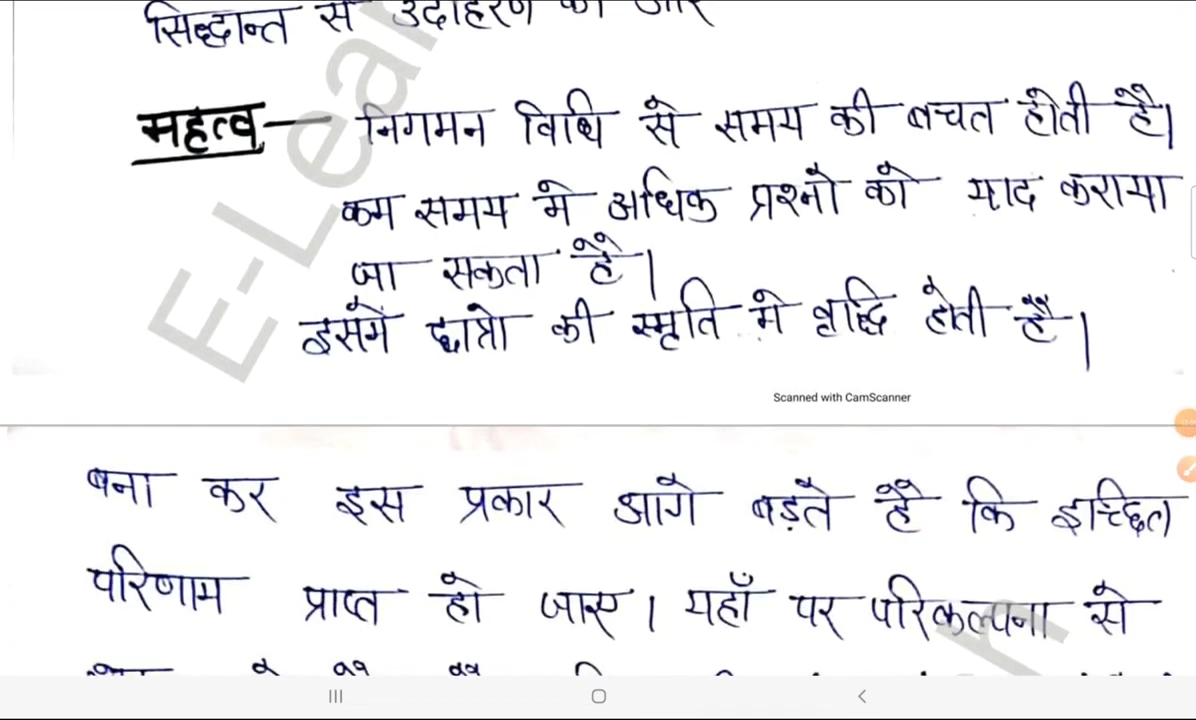 सिद्धान्त से उदाहरण की ओर
महत्व — निगमन विधि से समय की बचत होती है।
कम समय मे अधिक प्रश्नो को याद कराया
जा सकता है।
इसमें छात्रो की स्मृति मे वृद्धि होती है।
Scanned with CamScanner
बना कर इस प्रकार आगे बड़ते है कि इच्छित
परिणाम प्राप्त हो जाए। यहाँ पर परिकल्पना से